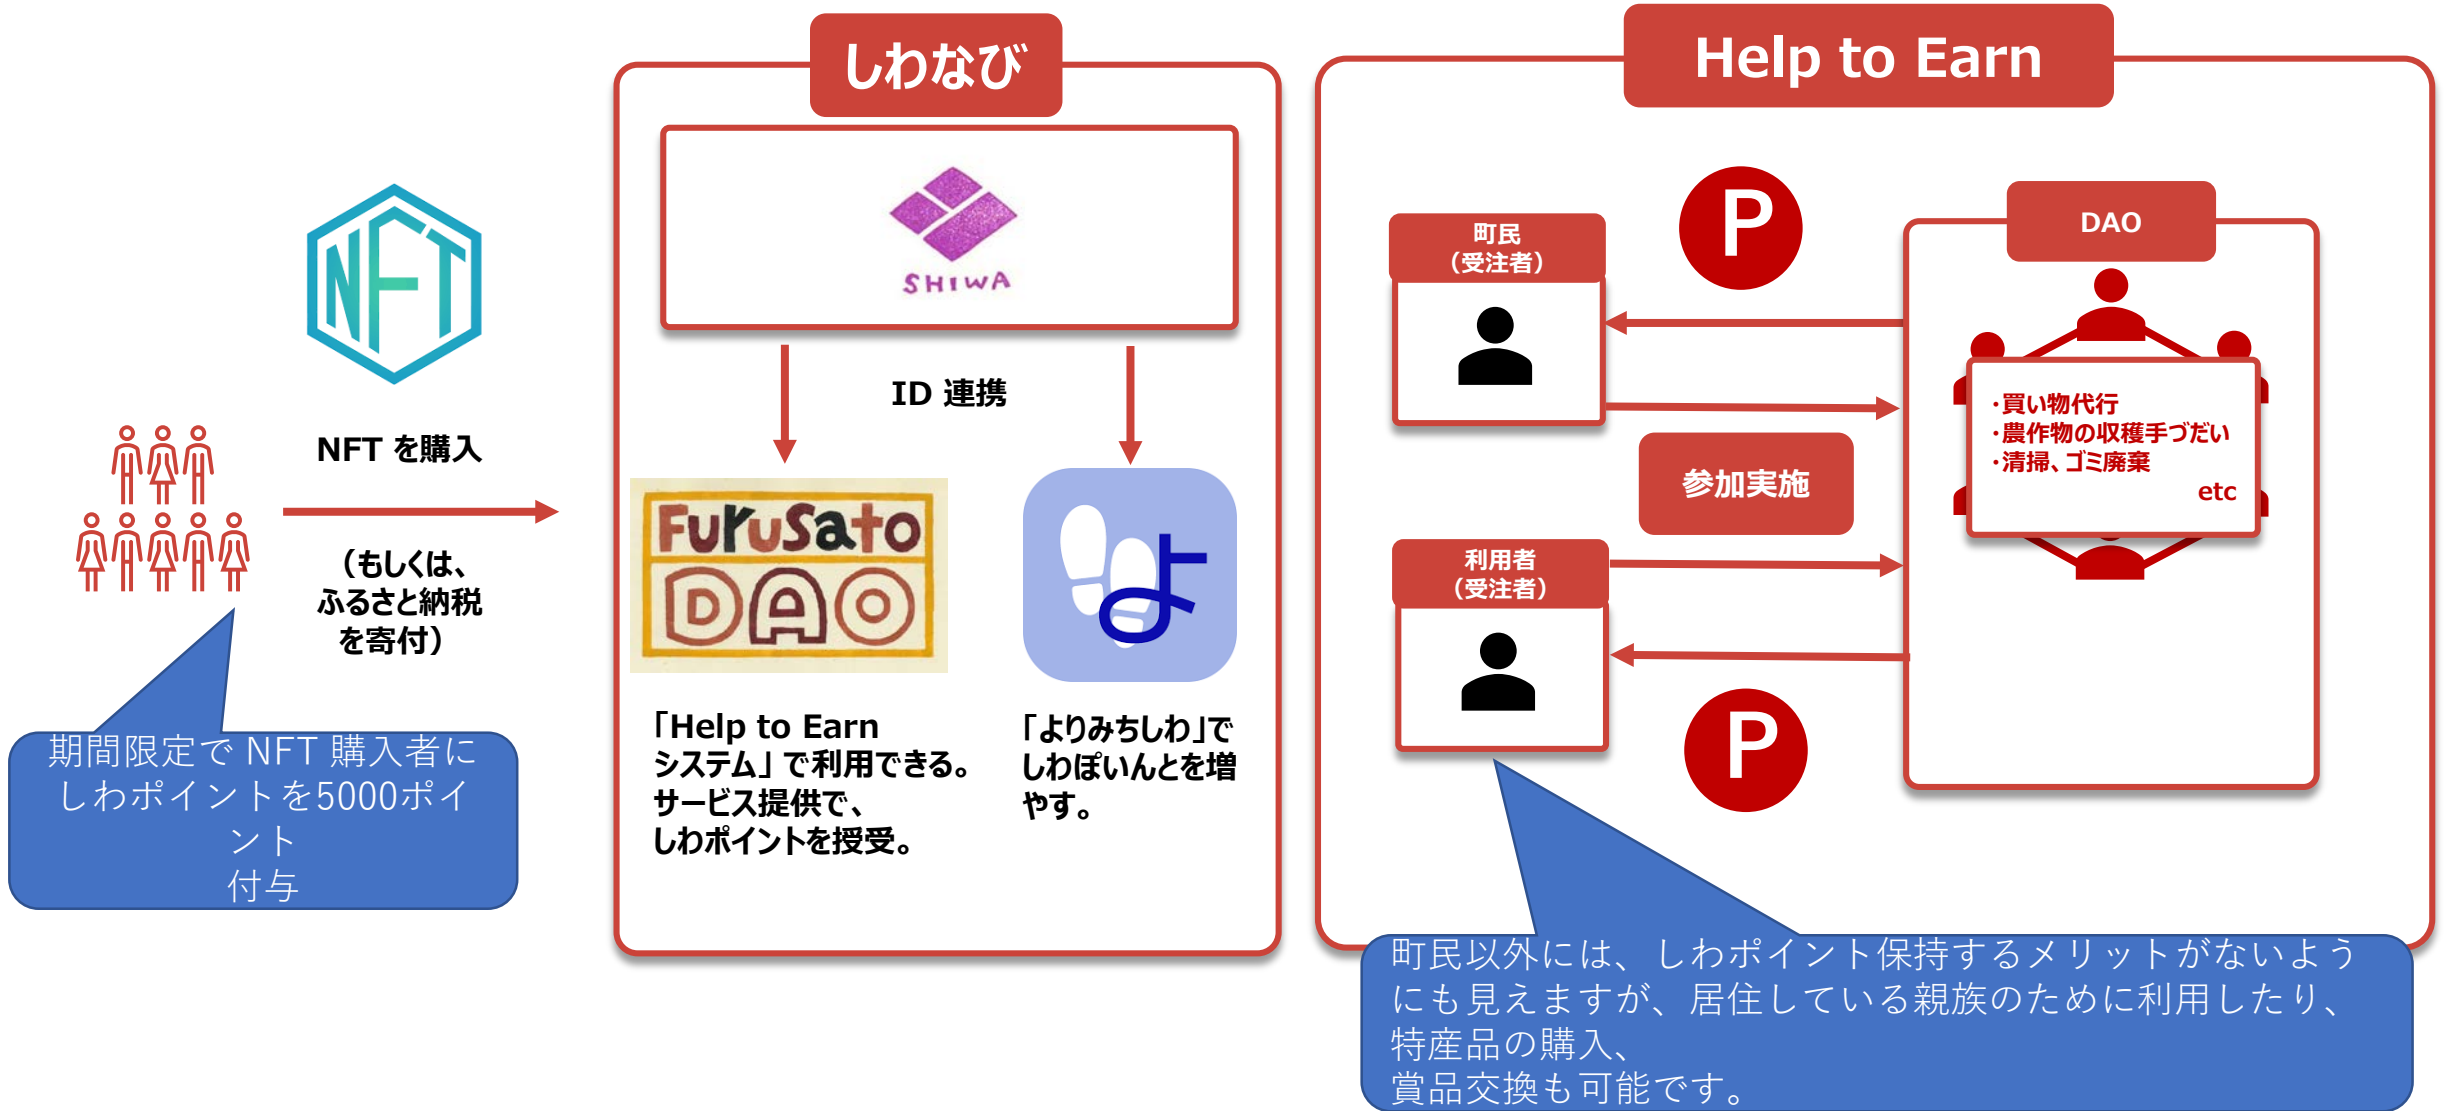 NFT
NFT を購入
（もしくは、
ふるさと納税
を寄付）
期間限定で NFT 購入者に
しわポイントを5000ポイ
ント
付与
しわなび
SHIWA
ID 連携
FuruSato
DAO
よ
「Help to Earn
システム」で利用できる。
サービス提供で、
しわポイントを授受。
「よりみちしわ」で
しわぽいんとを増
やす。
Help to Earn
町民
（受注者）
P
DAO
・買い物代行
・農作物の収穫手づだい
・清掃、ゴミ廃棄
etc
参加実施
利用者
（受注者）
P
町民以外には、しわポイント保持するメリットがないよう
にも見えますが、居住している親族のために利用したり、
特産品の購入、
賞品交換も可能です。